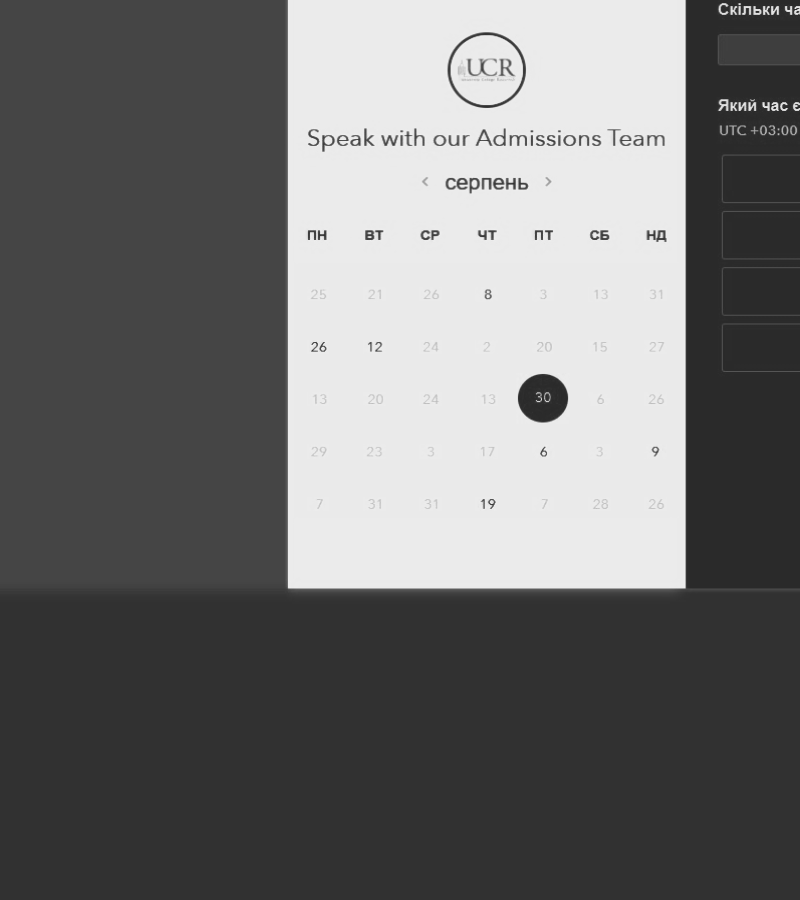 UCR
Speak with our Admissions Team
серпень
ПН ВТ СР ЧТ ПТ СБ НД
25 21 26 8 3 13 31
26 12 24 2 20 15 27
13 20 24 13 30 6 26
29 23 3 17 6 3 9
7 31 31 19 7 28 26
Скільки ча
Який час є
UTC +03:00